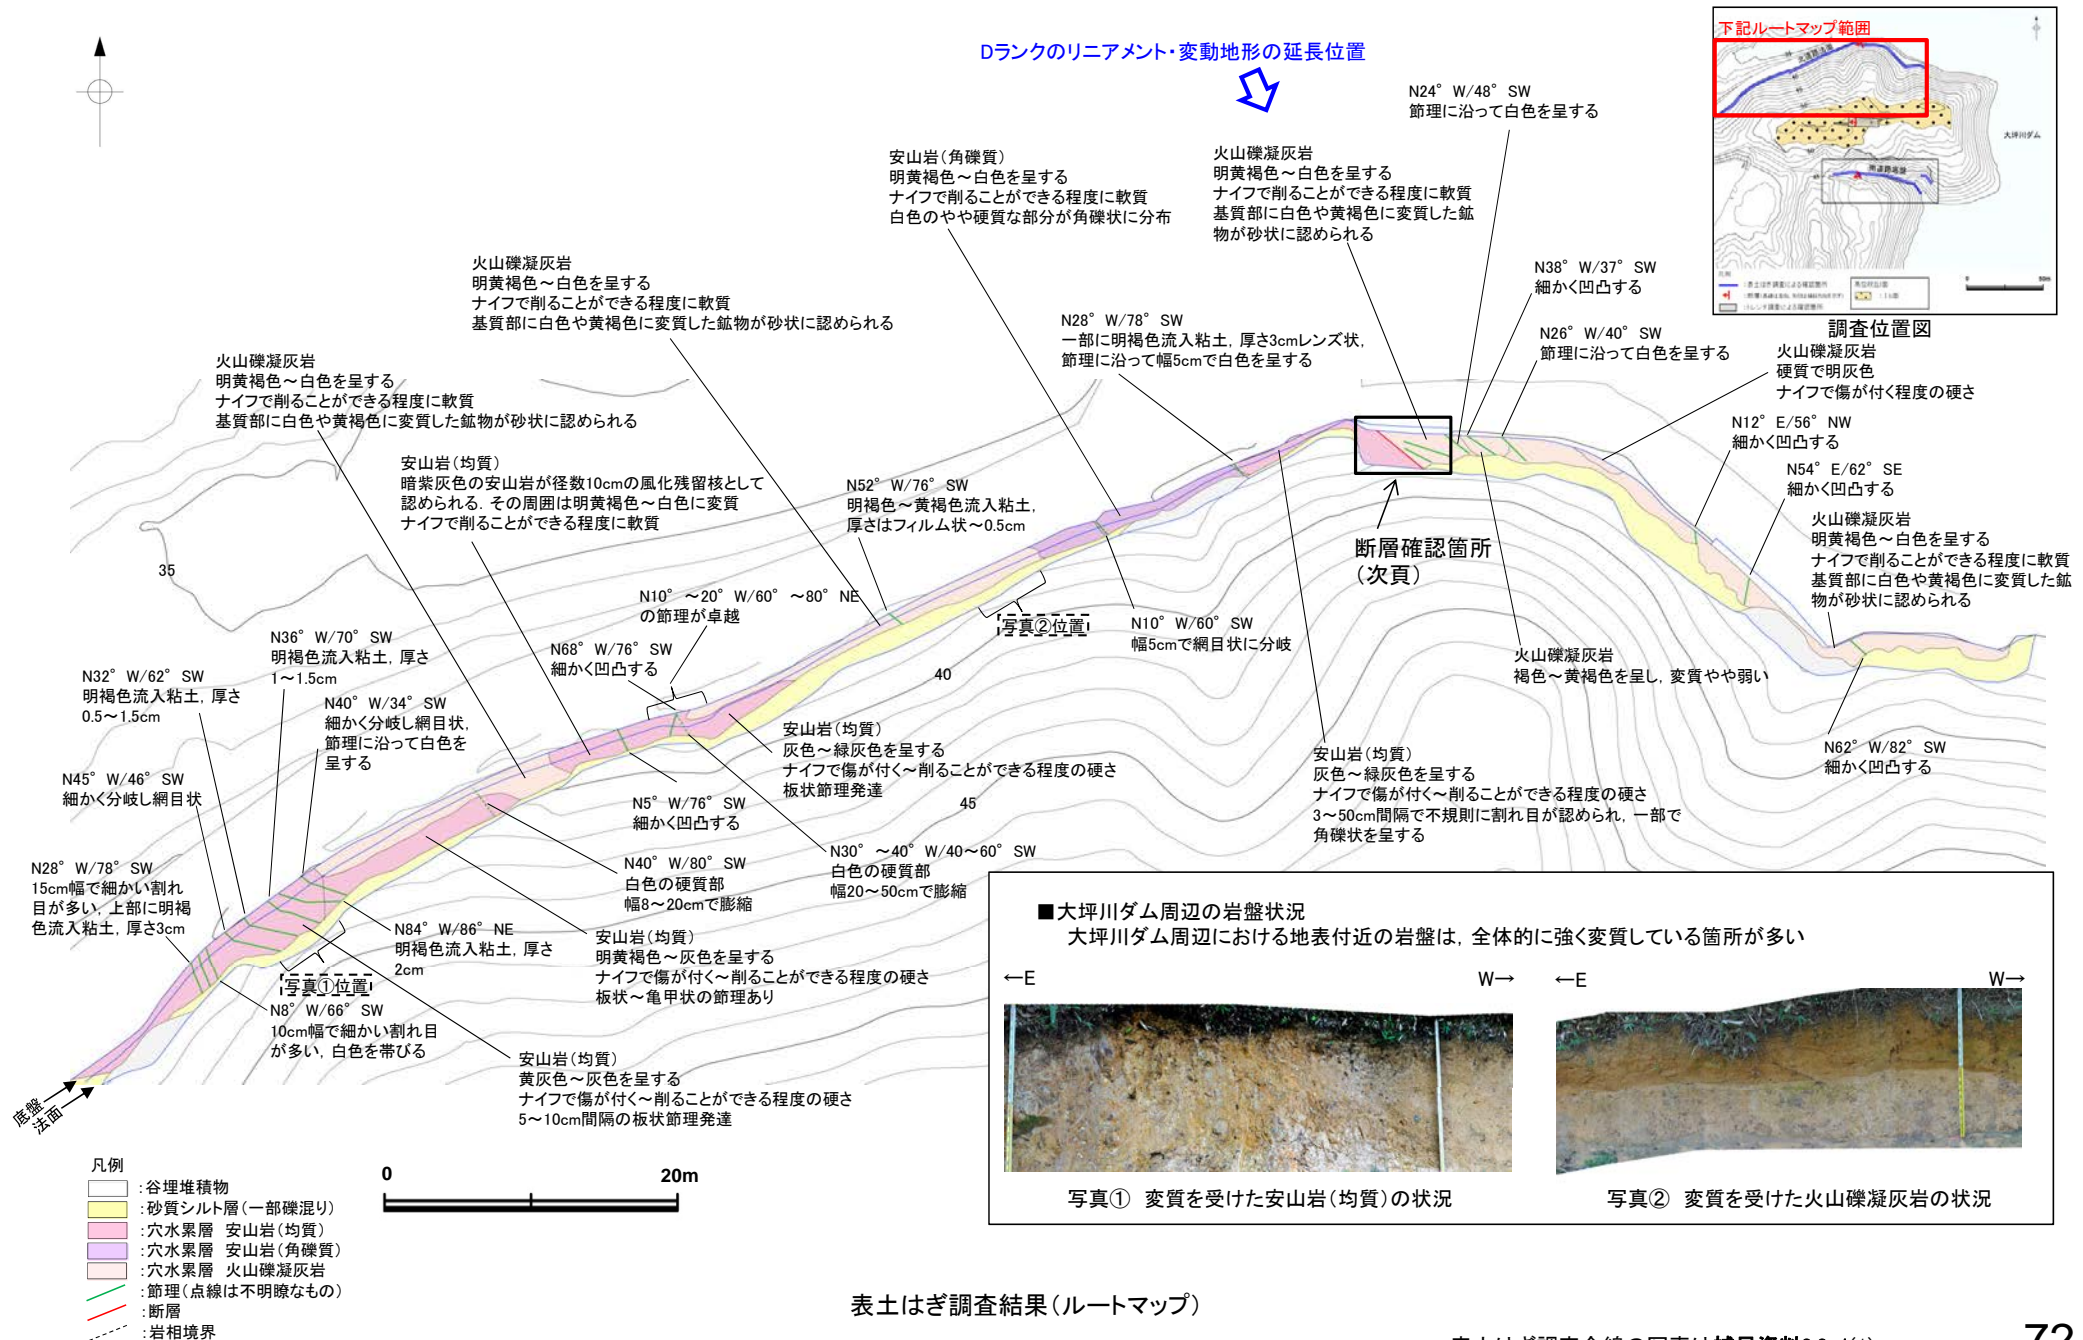 Dランクのリニアメント・変動地形の延長位置
下記ルートマップ範囲
大坪川ダム
調査位置図
N24°W/48°SW
節理に沿って白色を呈する
安山岩(角礫質)
明黄褐色～白色を呈する
ナイフで削ることができる程度に軟質
白色のやや硬質な部分が角礫状に分布
火山礫凝灰岩
明黄褐色～白色を呈する
ナイフで削ることができる程度に軟質
基質部に白色や黄褐色に変質した鉱
物が砂状に認められる
火山礫凝灰岩
明黄褐色～白色を呈する
ナイフで削ることができる程度に軟質
基質部に白色や黄褐色に変質した鉱物が砂状に認められる
N38°W/37°SW
細かく凹凸する
N28°W/78°SW
一部に明褐色流入粘土, 厚さ3cmレンズ状,
節理に沿って幅5cmで白色を呈する
N26°W/40°SW
節理に沿って白色を呈する
火山礫凝灰岩
硬質で明灰色
ナイフで傷が付く程度の硬さ
火山礫凝灰岩
明黄褐色～白色を呈する
ナイフで削ることができる程度に軟質
基質部に白色や黄褐色に変質した鉱物が砂状に認められる
N12°E/56°NW
細かく凹凸する
安山岩(均質)
暗紫灰色の安山岩が径数10cmの風化残留核として
認められる. その周囲は明黄褐色～白色に変質
ナイフで削ることができる程度に軟質
N52°W/76°SW
明褐色～黄褐色流入粘土,
厚さはフィルム状～0.5cm
N54°E/62°SE
細かく凹凸する
火山礫凝灰岩
明黄褐色～白色を呈する
ナイフで削ることができる程度に軟質
基質部に白色や黄褐色に変質した鉱
物が砂状に認められる
断層確認箇所
(次頁)
35
N10°～20°W/60°～80°NE
の節理が卓越
写真②位置
N10°W/60°SW
幅5cmで網目状に分岐
N36°W/70°SW
明褐色流入粘土, 厚さ
1～1.5cm
N68°W/76°SW
細かく凹凸する
火山礫凝灰岩
褐色～黄褐色を呈し, 変質やや弱い
N32°W/62°SW
明褐色流入粘土, 厚さ
0.5～1.5cm
40
N40°W/34°SW
細かく分岐し網目状,
節理に沿って白色を
呈する
安山岩(均質)
灰色～緑灰色を呈する
ナイフで傷が付く～削ることができる程度の硬さ
板状節理発達
安山岩(均質)
灰色～緑灰色を呈する
ナイフで傷が付く～削ることができる程度の硬さ
3～50cm間隔で不規則に割れ目が認められ, 一部で
角礫状を呈する
N62°W/82°SW
細かく凹凸する
N45°W/46°SW
細かく分岐し網目状
N5°W/76°SW
細かく凹凸する
45
N40°W/80°SW
白色の硬質部
幅8～20cmで膨縮
N30°～40°W/40～60°SW
白色の硬質部
幅20～50cmで膨縮
N28°W/78°SW
15cm幅で細かい割れ
目が多い, 上部に明褐
色流入粘土, 厚さ3cm
N84°W/86°NE
明褐色流入粘土, 厚さ
2cm
安山岩(均質)
明黄褐色～灰色を呈する
ナイフで傷が付く～削ることができる程度の硬さ
板状～亀甲状の節理あり
写真①位置
N8°W/66°SW
10cm幅で細かい割れ目
が多い, 白色を帯びる
安山岩(均質)
黄灰色～灰色を呈する
ナイフで傷が付く～削ることができる程度の硬さ
5～10cm間隔の板状節理発達
底盤
法面
■大坪川ダム周辺の岩盤状況
大坪川ダム周辺における地表付近の岩盤は, 全体的に強く変質している箇所が多い
←E W→
←E W→
写真① 変質を受けた安山岩(均質)の状況
写真② 変質を受けた火山礫凝灰岩の状況
凡例
:谷埋堆積物
:砂質シルト層(一部礫混り)
:穴水累層 安山岩(均質)
:穴水累層 安山岩(角礫質)
:穴水累層 火山礫凝灰岩
:節理(点線は不明瞭なもの)
:断層
:岩相境界
0 20m
表土はぎ調査結果(ルートマップ)